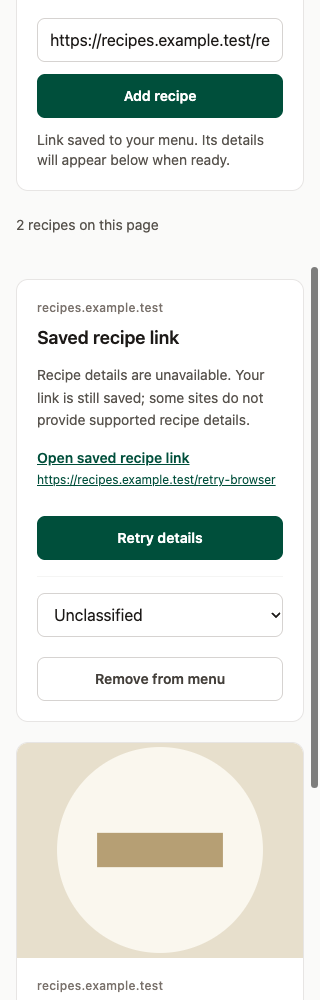 https://recipes.example.test/re
Add recipe
Link saved to your menu. Its details
will appear below when ready.
2 recipes on this page
recipes.example.test
Saved recipe link
Recipe details are unavailable. Your
link is still saved; some sites do not
provide supported recipe details.
Open saved recipe link
https://recipes.example.test/retry-browser
Retry details
Unclassified
Remove from menu
recipes.example.test